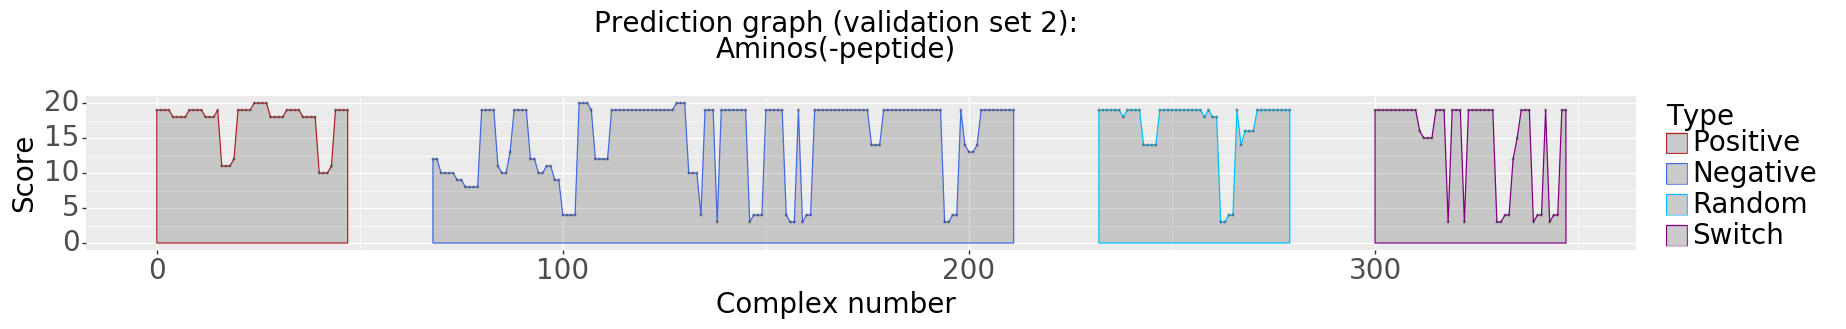 Prediction graph (validation set 2):
Aminos(-peptide)
20
15
10
5
0
Score
0 100 200 300
Complex number
Type
Positive
Negative
Random
Switch